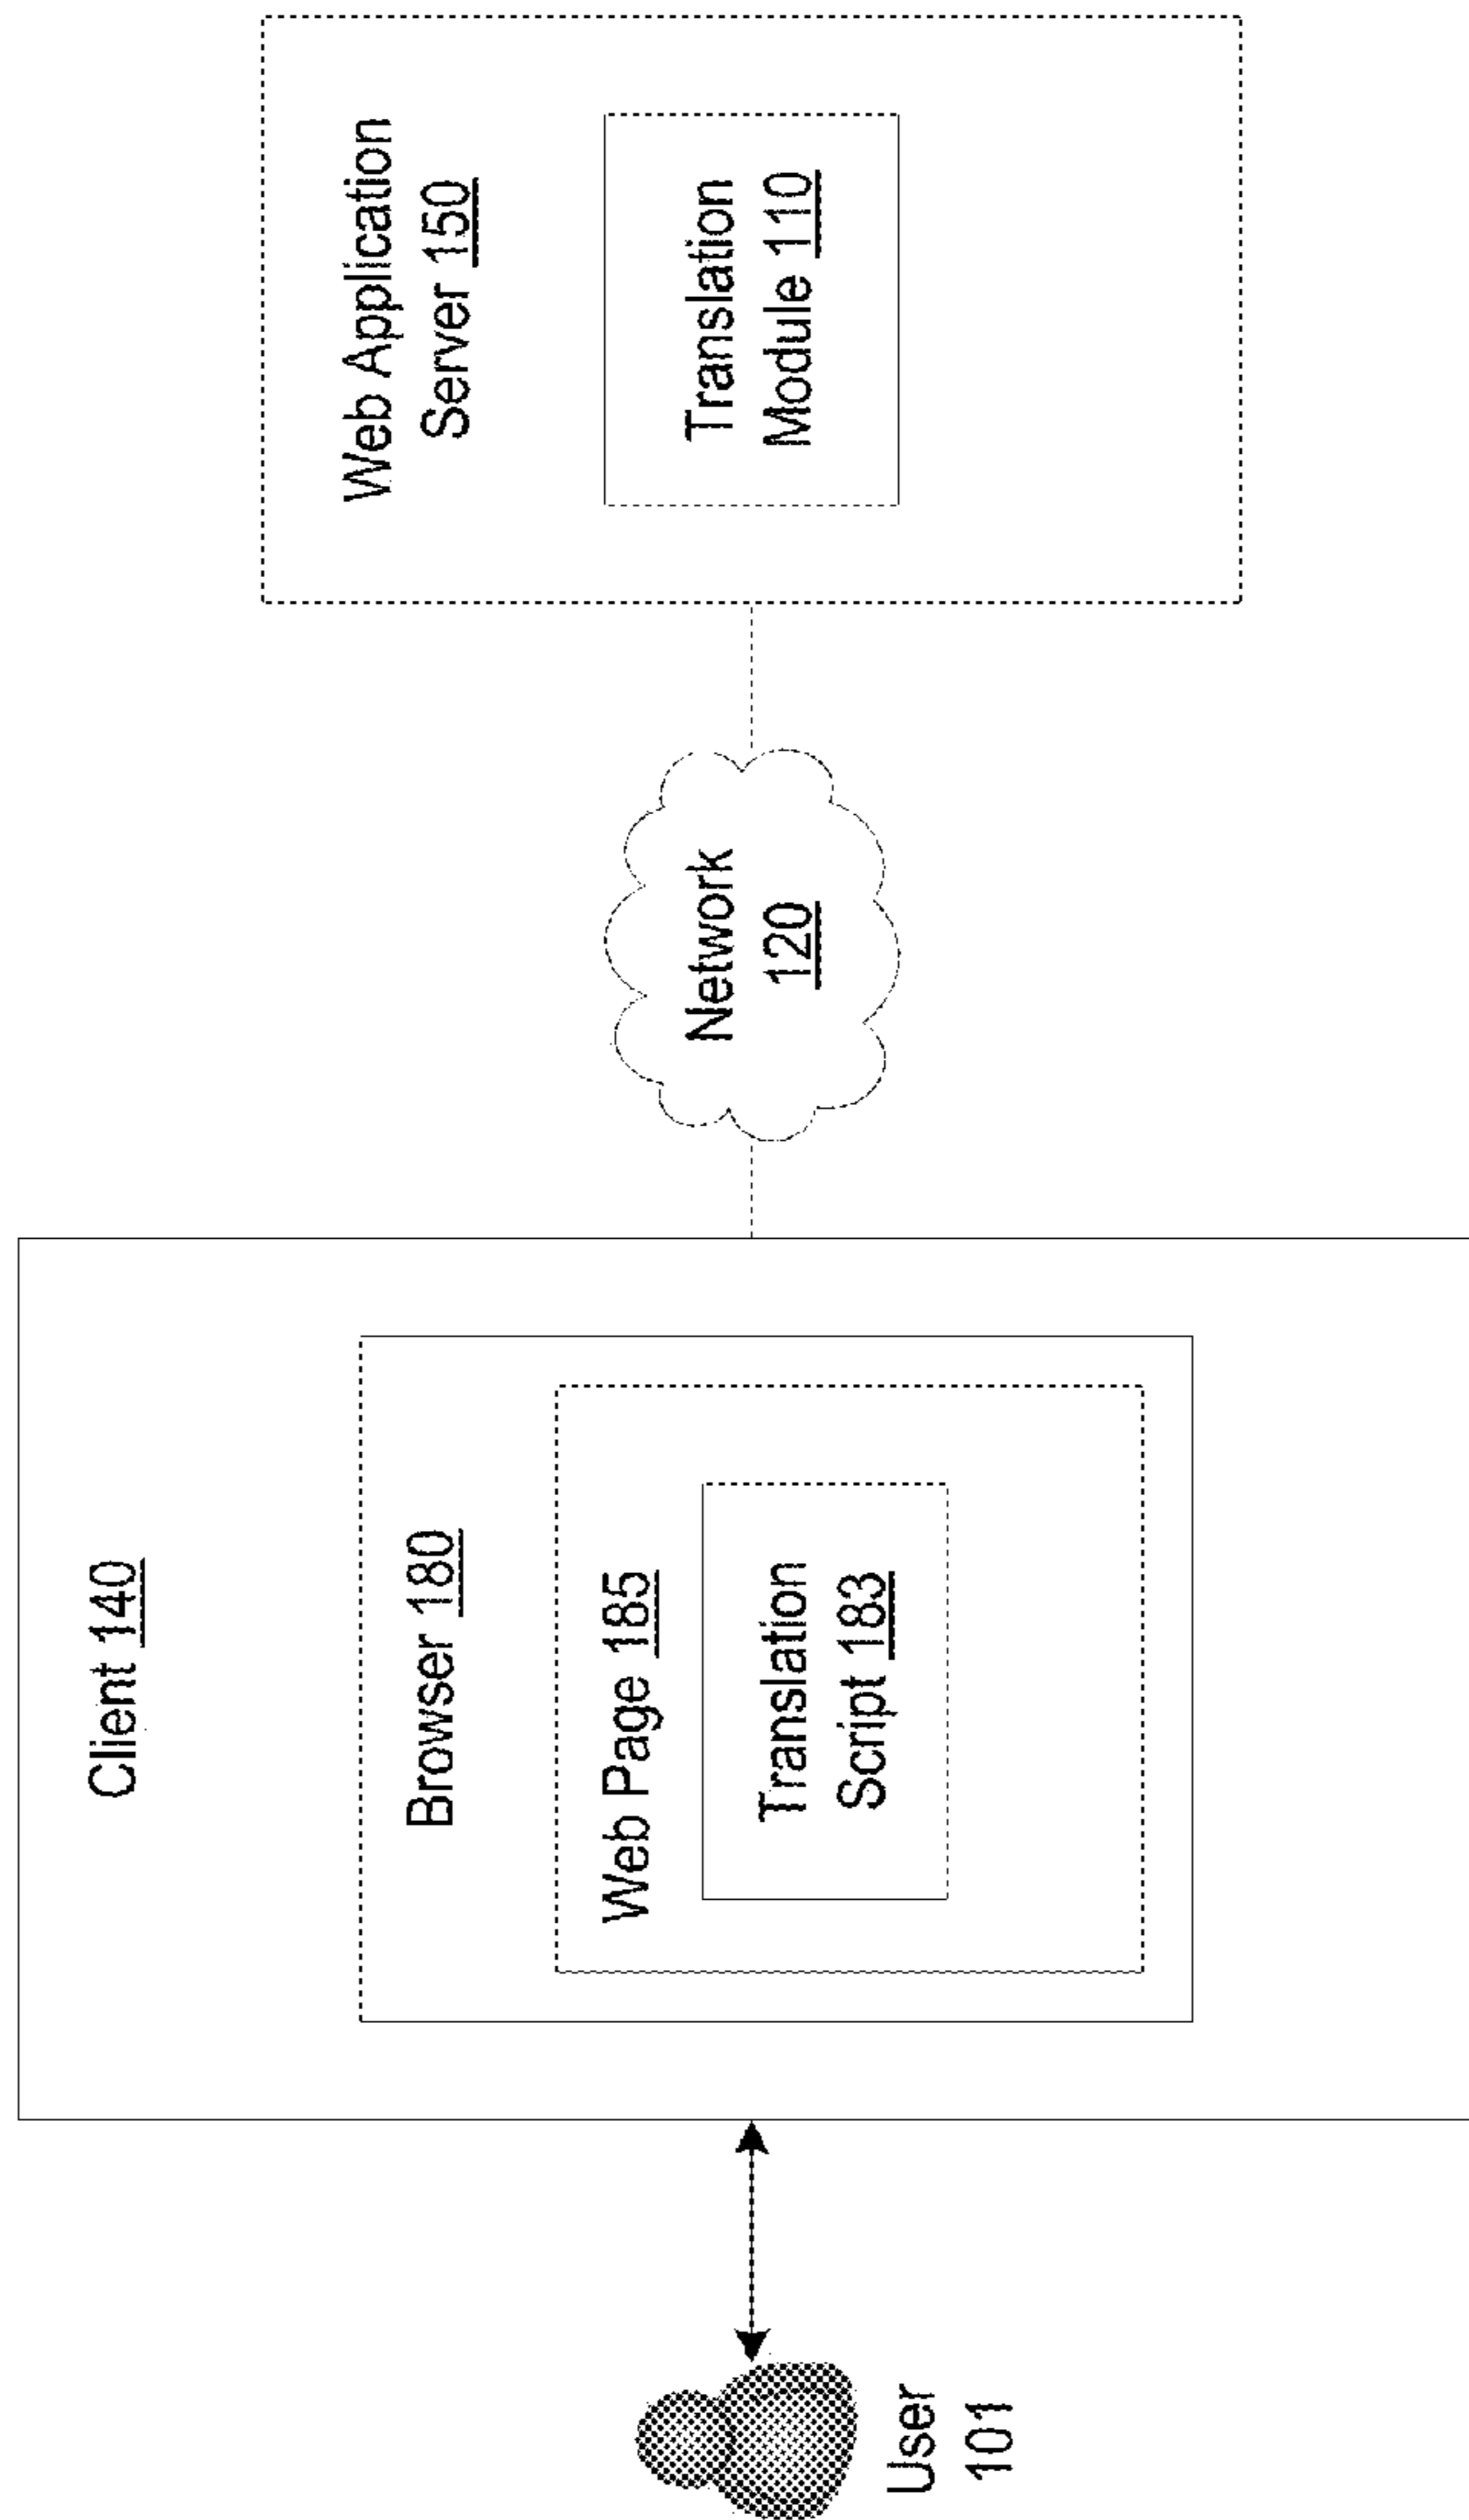 Client 140
Browser 180
Web Page 185
Translation
Script 183
User
101
Network
120
Web Application
Server 150
Translation
Module 110